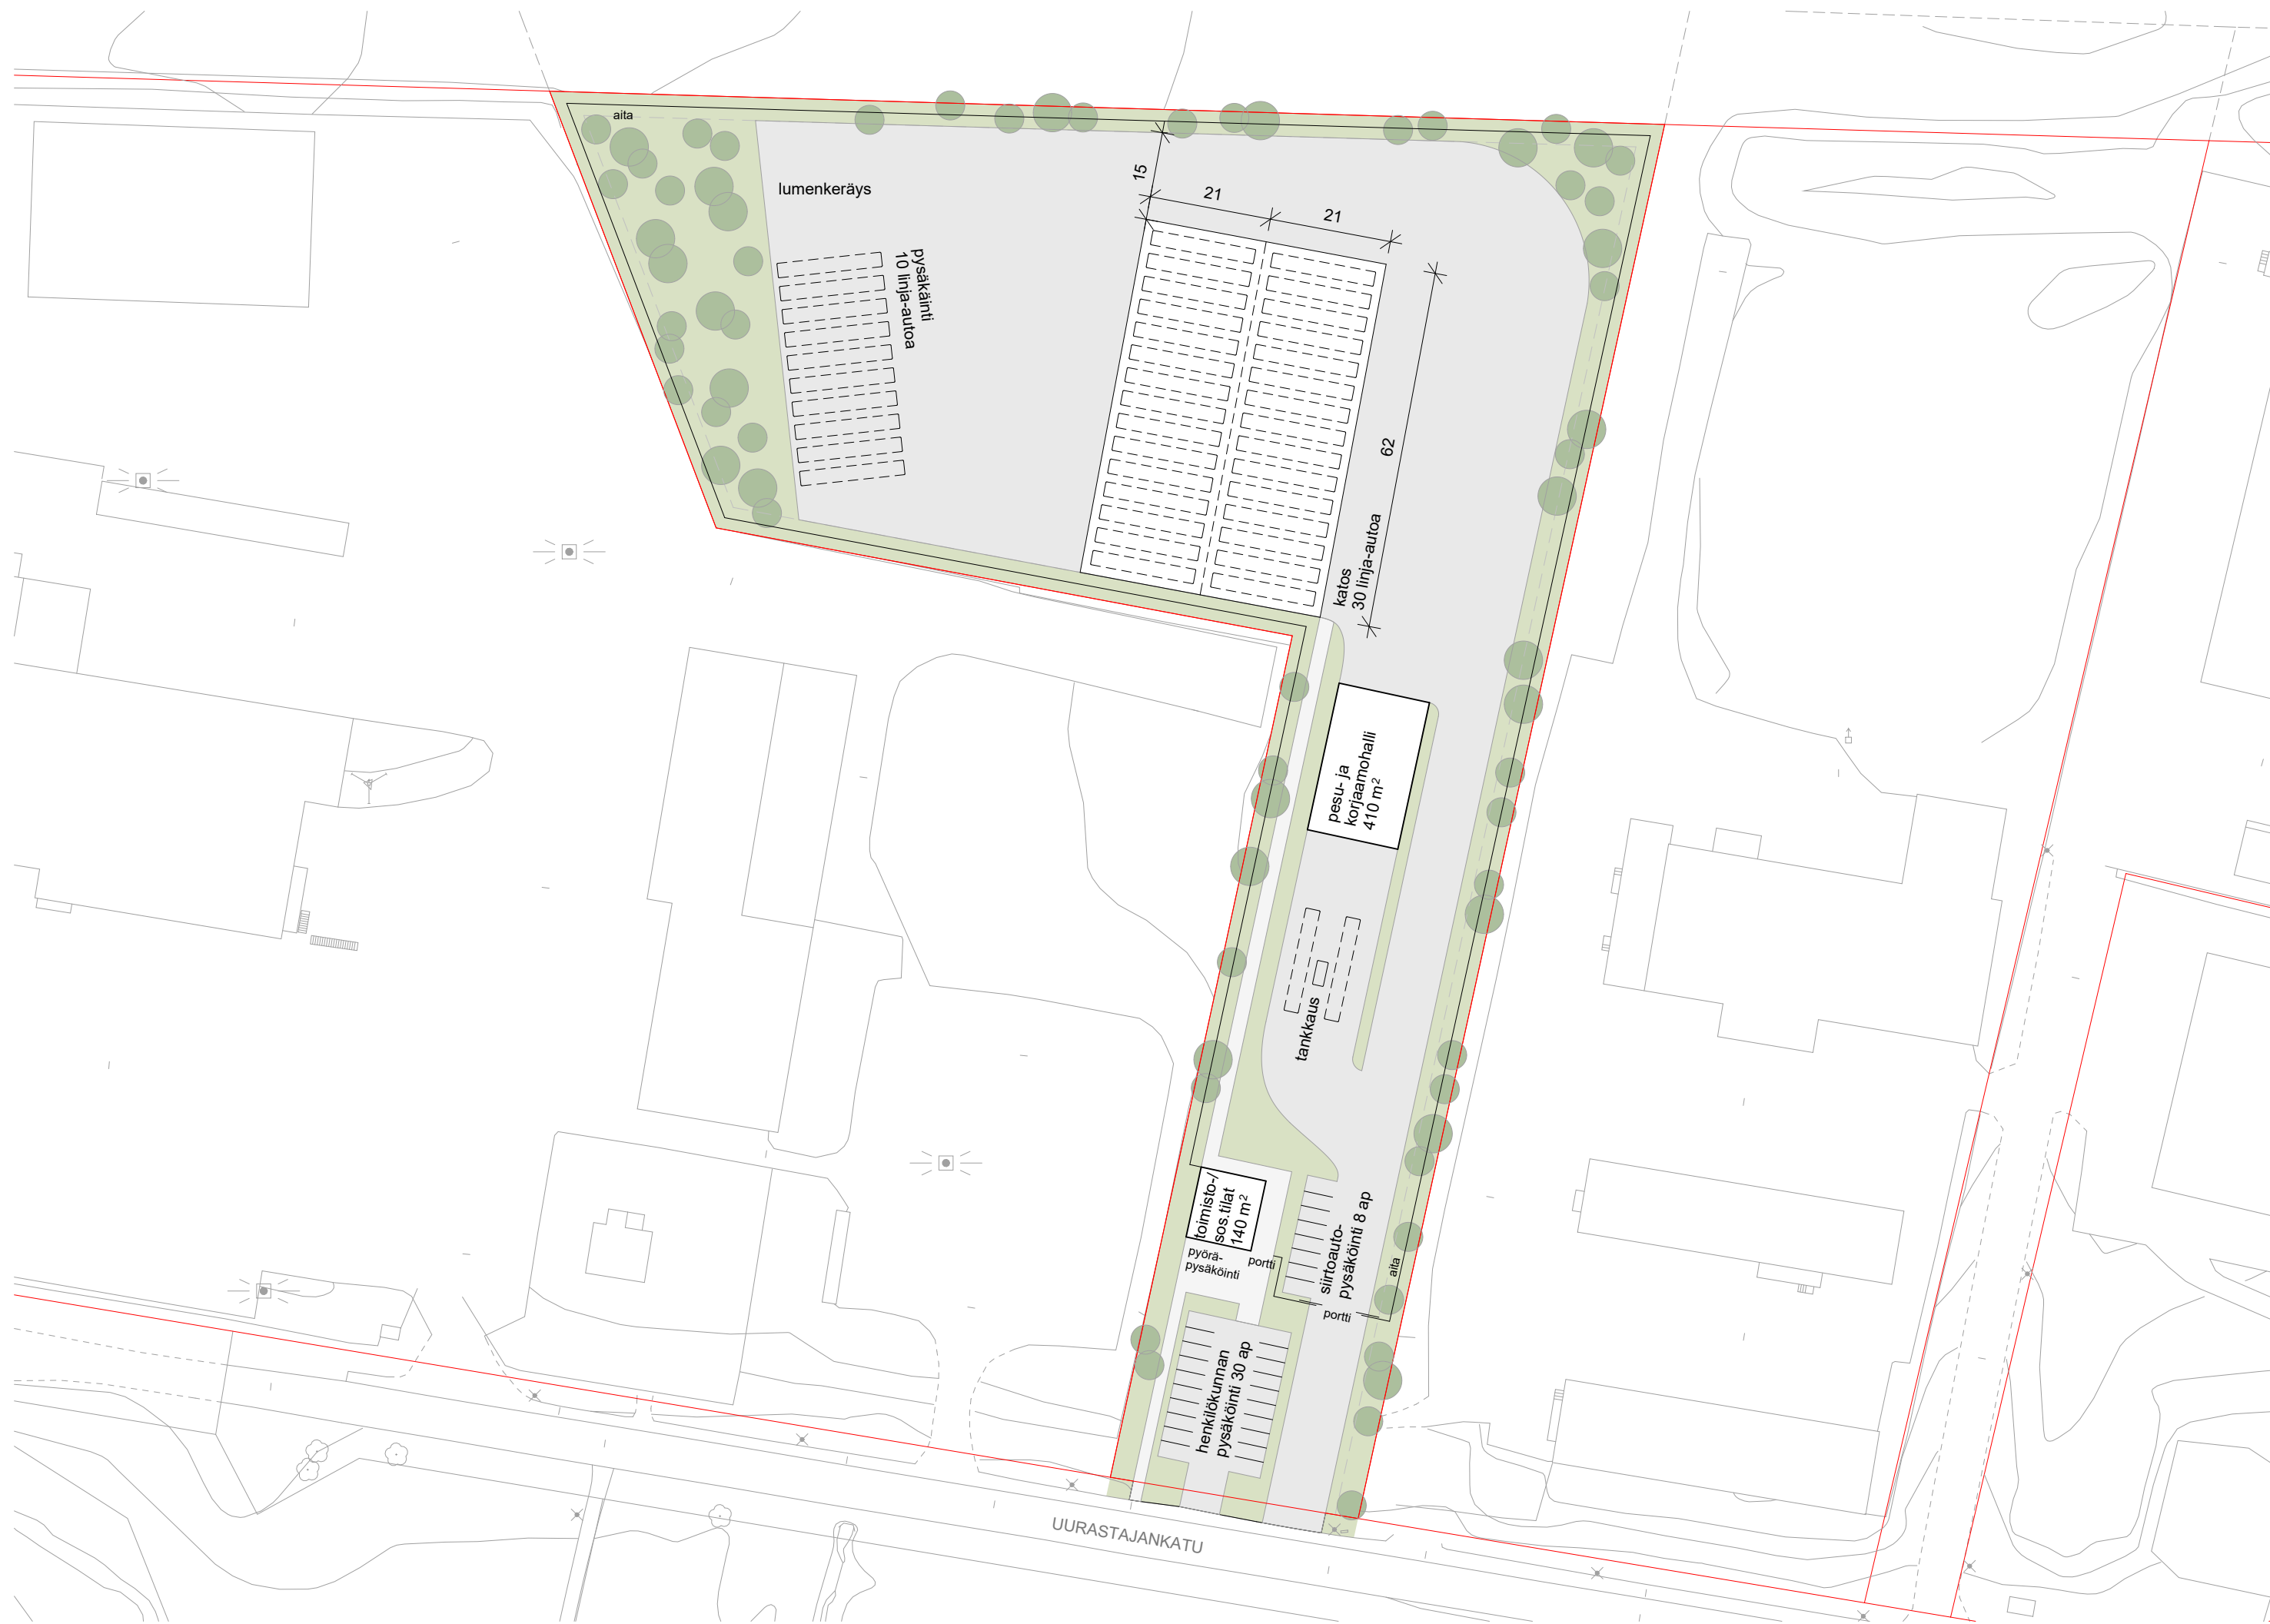 aita
lumenkeräys
15
21
21
pysäkäinti
10 linja-autoa
62
katos
30 linja-autoa
pesu- ja
korjaamohalli
410 m²
tankkaus
toimisto-/
sos.tilat
140 m²
pyörä-
pysäköinti
portti
siirtoauto-
pysäköinti 8 ap
aita
portti
henkilökunnan
pysäköinti 30 ap
UURASTAJANKATU